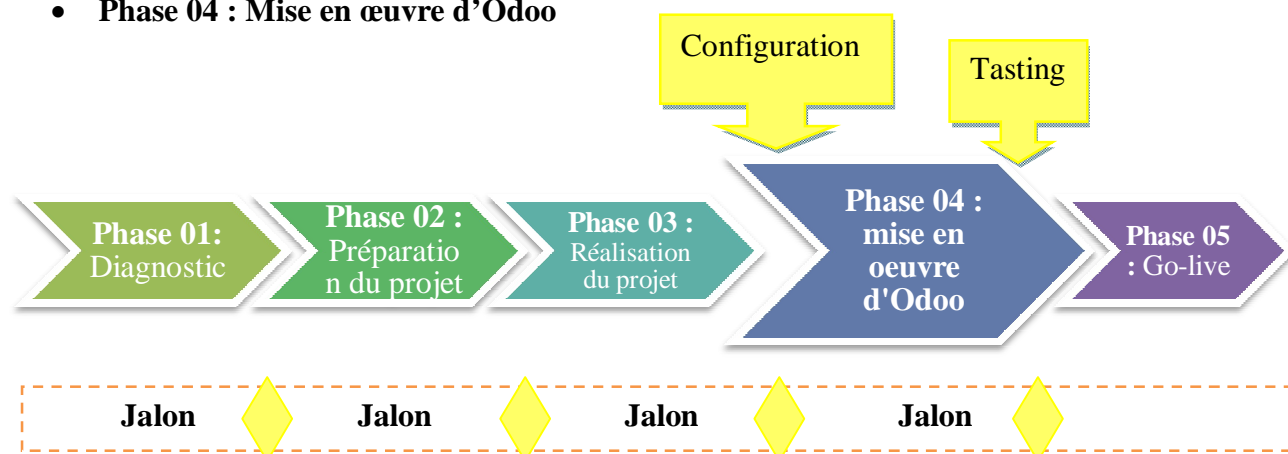 • Phase 04 : Mise en œuvre d’Odoo
Configuration
Tasting
Phase 01:
Diagnostic
Phase 02 :
Préparatio
n du projet
Phase 03 :
Réalisation
du projet
Phase 04 :
mise en
oeuvre
d'Odoo
Phase 05
: Go-live
Jalon
Jalon
Jalon
Jalon